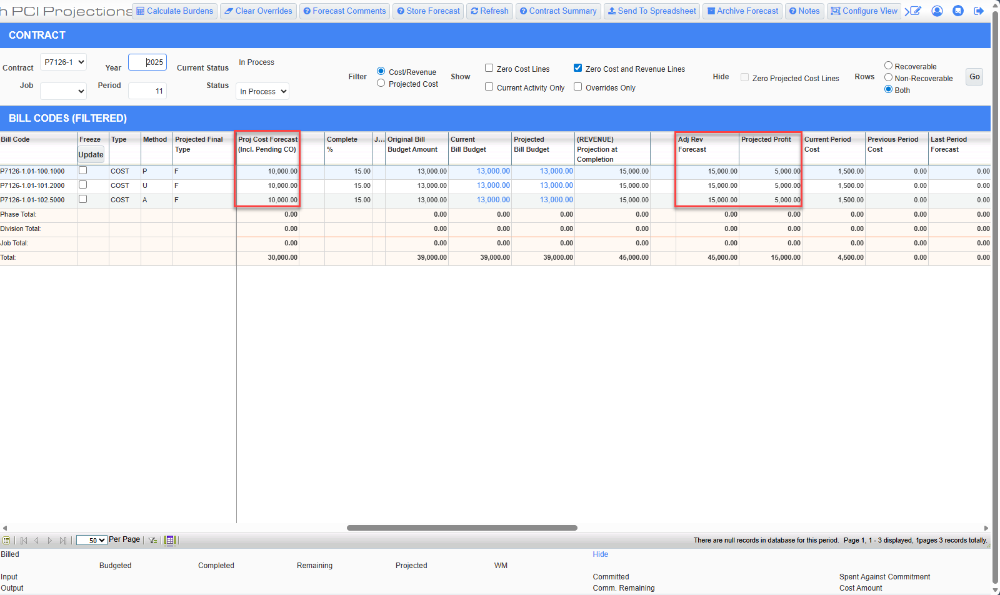 h PCI Projections Calculate Burdens Clear Overrides Forecast Comments Store Forecast Refresh Contract Summary Send To Spreadsheet Archive Forecast Notes Configure View
CONTRACT
Contract P7126-1 Year 2025 Current Status In Process
Job Period 11 Status In Process
Filter Cost/Revenue Projected Cost
Show Zero Cost Lines Zero Cost and Revenue Lines
Current Activity Only Overrides Only
Hide Zero Projected Cost Lines
Rows Recoverable Non-Recoverable Both Go
BILL CODES (FILTERED)
Bill Code Freeze Update Type Method Projected Final Type Proj Cost Forecast (Incl. Pending CO) Complete % J... Original Bill Budget Amount Current Bill Budget Projected Bill Budget (REVENUE) Projection at Completion Adj Rev Forecast Projected Profit Current Period Cost Previous Period Cost Last Period Forecast
P7126-1.01-100.1000 COST P F 10,000.00 15.00 13,000.00 13,000.00 13,000.00 15,000.00 15,000.00 5,000.00 1,500.00 0.00 0.00
P7126-1.01-101.2000 COST U F 10,000.00 15.00 13,000.00 13,000.00 13,000.00 15,000.00 15,000.00 5,000.00 1,500.00 0.00 0.00
P7126-1.01-102.5000 COST A F 10,000.00 15.00 13,000.00 13,000.00 13,000.00 15,000.00 15,000.00 5,000.00 1,500.00 0.00 0.00
Phase Total: 0.00 0.00 0.00 0.00 0.00 0.00 0.00 0.00 0.00 0.00
Division Total: 0.00 0.00 0.00 0.00 0.00 0.00 0.00 0.00 0.00 0.00
Job Total: 0.00 0.00 0.00 0.00 0.00 0.00 0.00 0.00 0.00 0.00
Total: 30,000.00 39,000.00 39,000.00 39,000.00 45,000.00 45,000.00 15,000.00 4,500.00 0.00 0.00
50 Per Page There are null records in database for this period. Page 1, 1 - 3 displayed, 1pages 3 records totally.
Billed Hide
Budgeted Completed Remaining Projected WM
Input Committed Spent Against Commitment
Output Comm. Remaining Cost Amount